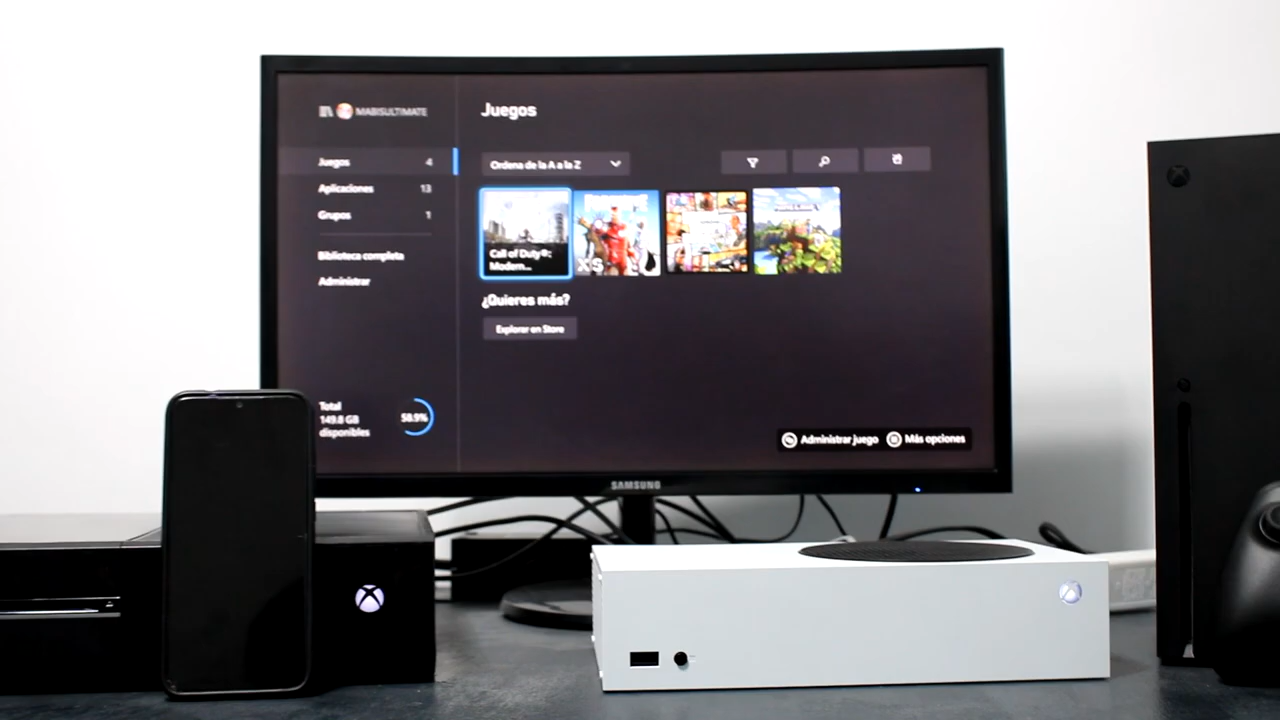 MABISULTIMATE
Juegos 4
Aplicaciones 13
Grupos 1
Biblioteca completa
Administrar
Total
149.8 GB
disponibles
58.9%
Juegos
Ordena de la A a la Z
Call of Duty®:
Modern...
X|S
¿Quieres más?
Explorar en Store
Administrar juego
Más opciones
SAMSUNG